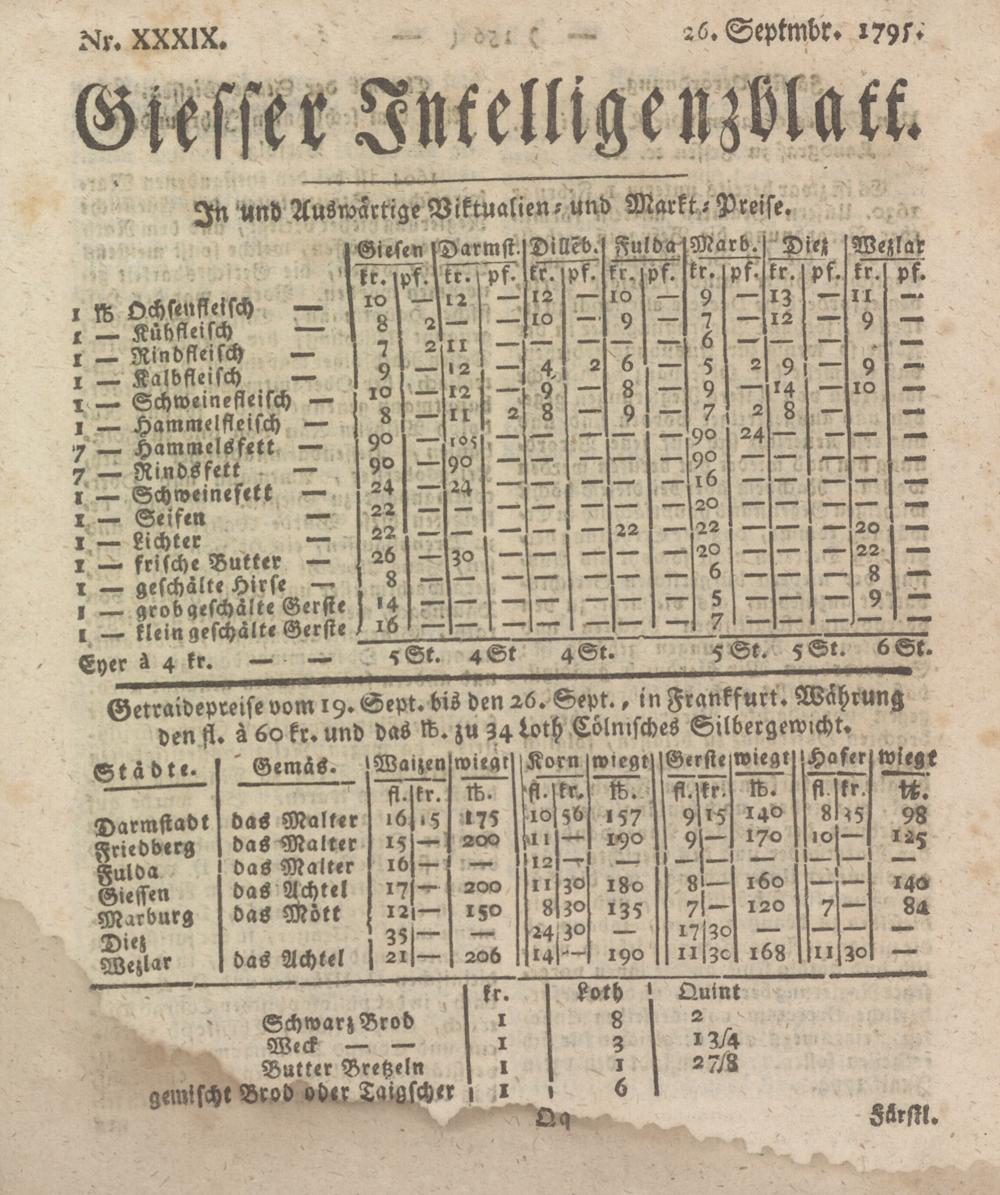 Nr. XXXIX. 26. Septmbr. 1795.
Giesser Intelligenzblatt.
In und Auswärtige Viktualien- und Markt-Preise.
Giesen Darmst. Dilleb. Fulda Marb. Diez Wezlar
kr. pf. kr. pf. kr. pf. kr. pf. kr. pf. kr. pf. kr. pf.
1 ℔ Ochsenfleisch — 10 — 12 — 12 — 10 — 9 — 13 — 11 —
1 — Kühfleisch — 8 2 — — 10 — 9 — 7 — 12 — 9 —
1 — Rindfleisch — 7 2 11 — — — — — 6 — — — — —
1 — Kalbfleisch 9 — 12 — 4 2 6 — 5 2 9 — 9 —
1 — Schweinefleisch — 10 — 12 — 9 — 8 — 9 — 14 — 10 —
1 — Hammelfleisch — 8 — 11 2 8 — 9 — 7 2 8 — — —
7 — Hammelsfett — 90 — 105 — — — — — 90 24 — — — —
7 — Rindsfett — 90 — 90 — — — — — 90 — — — — —
1 — Schweinefett — 24 — 24 — — — — — 16 — — — — —
1 — Seifen — 22 — — — — — — — 20 — — — — —
1 — Lichter — 22 — — — — — 22 — 22 — — — 20 —
1 — frische Butter — 26 — 30 — — — — — 20 — — — 22 —
1 — geschälte Hirse — 8 — — — — — — — 6 — — — 8 —
1 — grob geschälte Gerste 14 — — — — — — — 5 — — — 9 —
1 — klein geschälte Gerste 16 — — — — — — — 7 — — — — —
Eyer à 4 kr. — — 5 St. 4 St 4 St. 5 St. 5 St. 6 St.
Getraidepreise vom 19. Sept. bis den 26. Sept., in Frankfurt. Währung
den fl. à 60 kr. und das ℔. zu 34 Loth Cölnisches Silbergewicht.
Städte. Gemäs. Waizen wiegt Korn wiegt Gerste wiegt Hafer wiegt
fl. kr. ℔. fl. kr. ℔. fl. kr. ℔. fl. kr. ℔.
Darmstadt das Malter 16 15 175 10 56 157 9 15 140 8 35 98
Friedberg das Malter 15 — 200 11 — 190 9 — 170 10 — 125
Fulda das Malter 16 — — 12 — — — — — — — —
Giessen das Achtel 17 — 200 11 30 180 8 — 160 — — 140
Marburg das Mött 12 — 150 8 30 135 7 — 120 7 — 84
Diez 35 — — 24 30 — 17 30 — — — —
Wezlar das Achtel 21 — 206 14 — 190 11 30 168 11 30 —
kr. Loth Quint
Schwarz Brod 1 8 2
Weck — — 1 3 1 3/4
Butter Bretzeln 1 1 2 7/8
gemischt Brod oder Taigscher 1 6
Qq Fürstl.